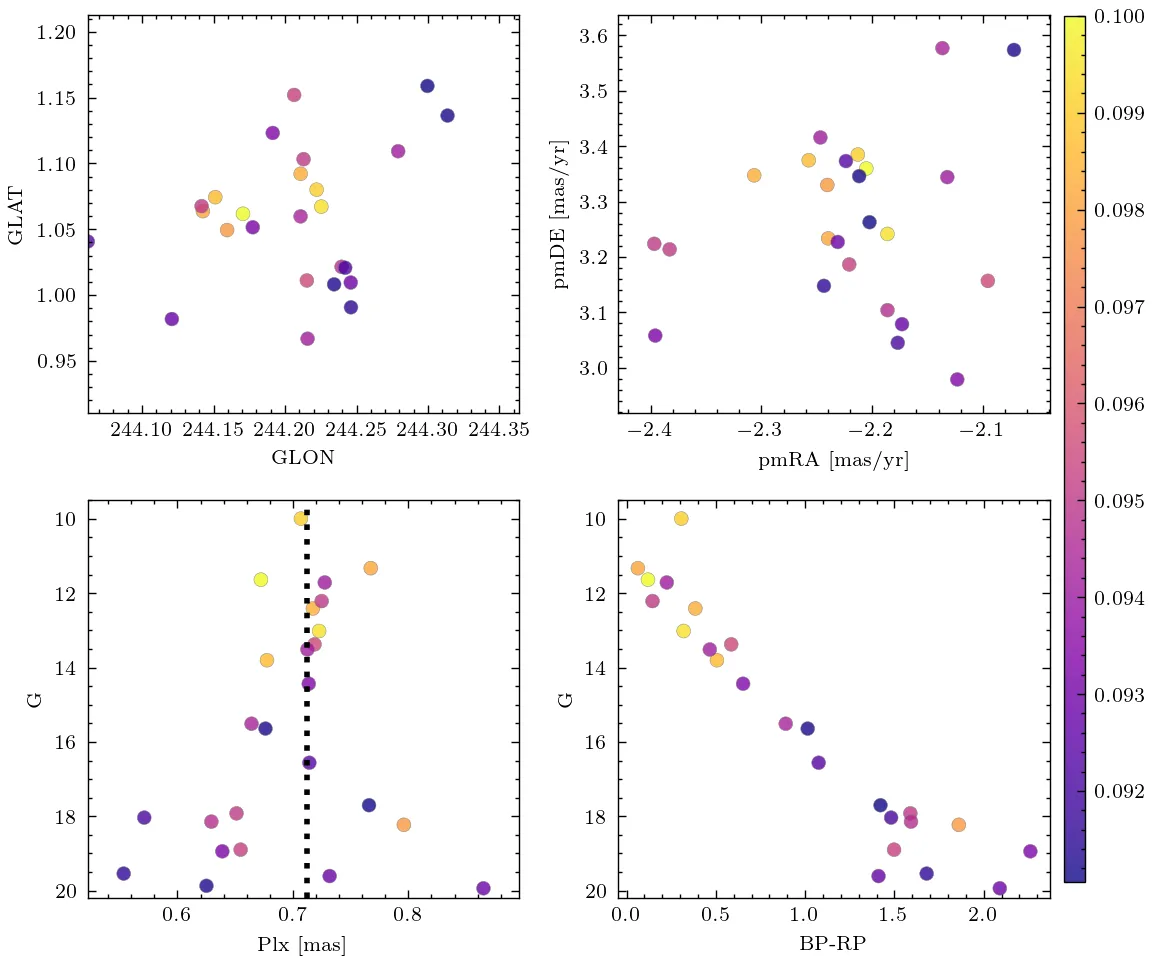 1.20
1.15
1.10
1.05
1.00
0.95
GLAT
244.10 244.15 244.20 244.25 244.30 244.35
GLON
3.6
3.5
3.4
3.3
3.2
3.1
3.0
pmDE [mas/yr]
−2.4 −2.3 −2.2 −2.1
pmRA [mas/yr]
0.100
0.099
0.098
0.097
0.096
0.095
0.094
0.093
0.092
10
12
14
16
18
20
G
0.6 0.7 0.8
Plx [mas]
10
12
14
16
18
20
G
0.0 0.5 1.0 1.5 2.0
BP-RP